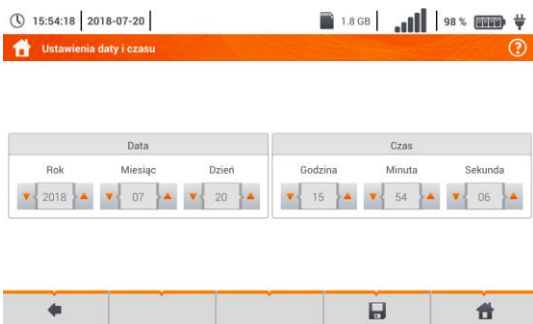 15:54:18 2018-07-20 1.8 GB 98 %
Ustawienia daty i czasu ?
Data Czas
Rok Miesiąc Dzień Godzina Minuta Sekunda
2018 07 20 15 54 06